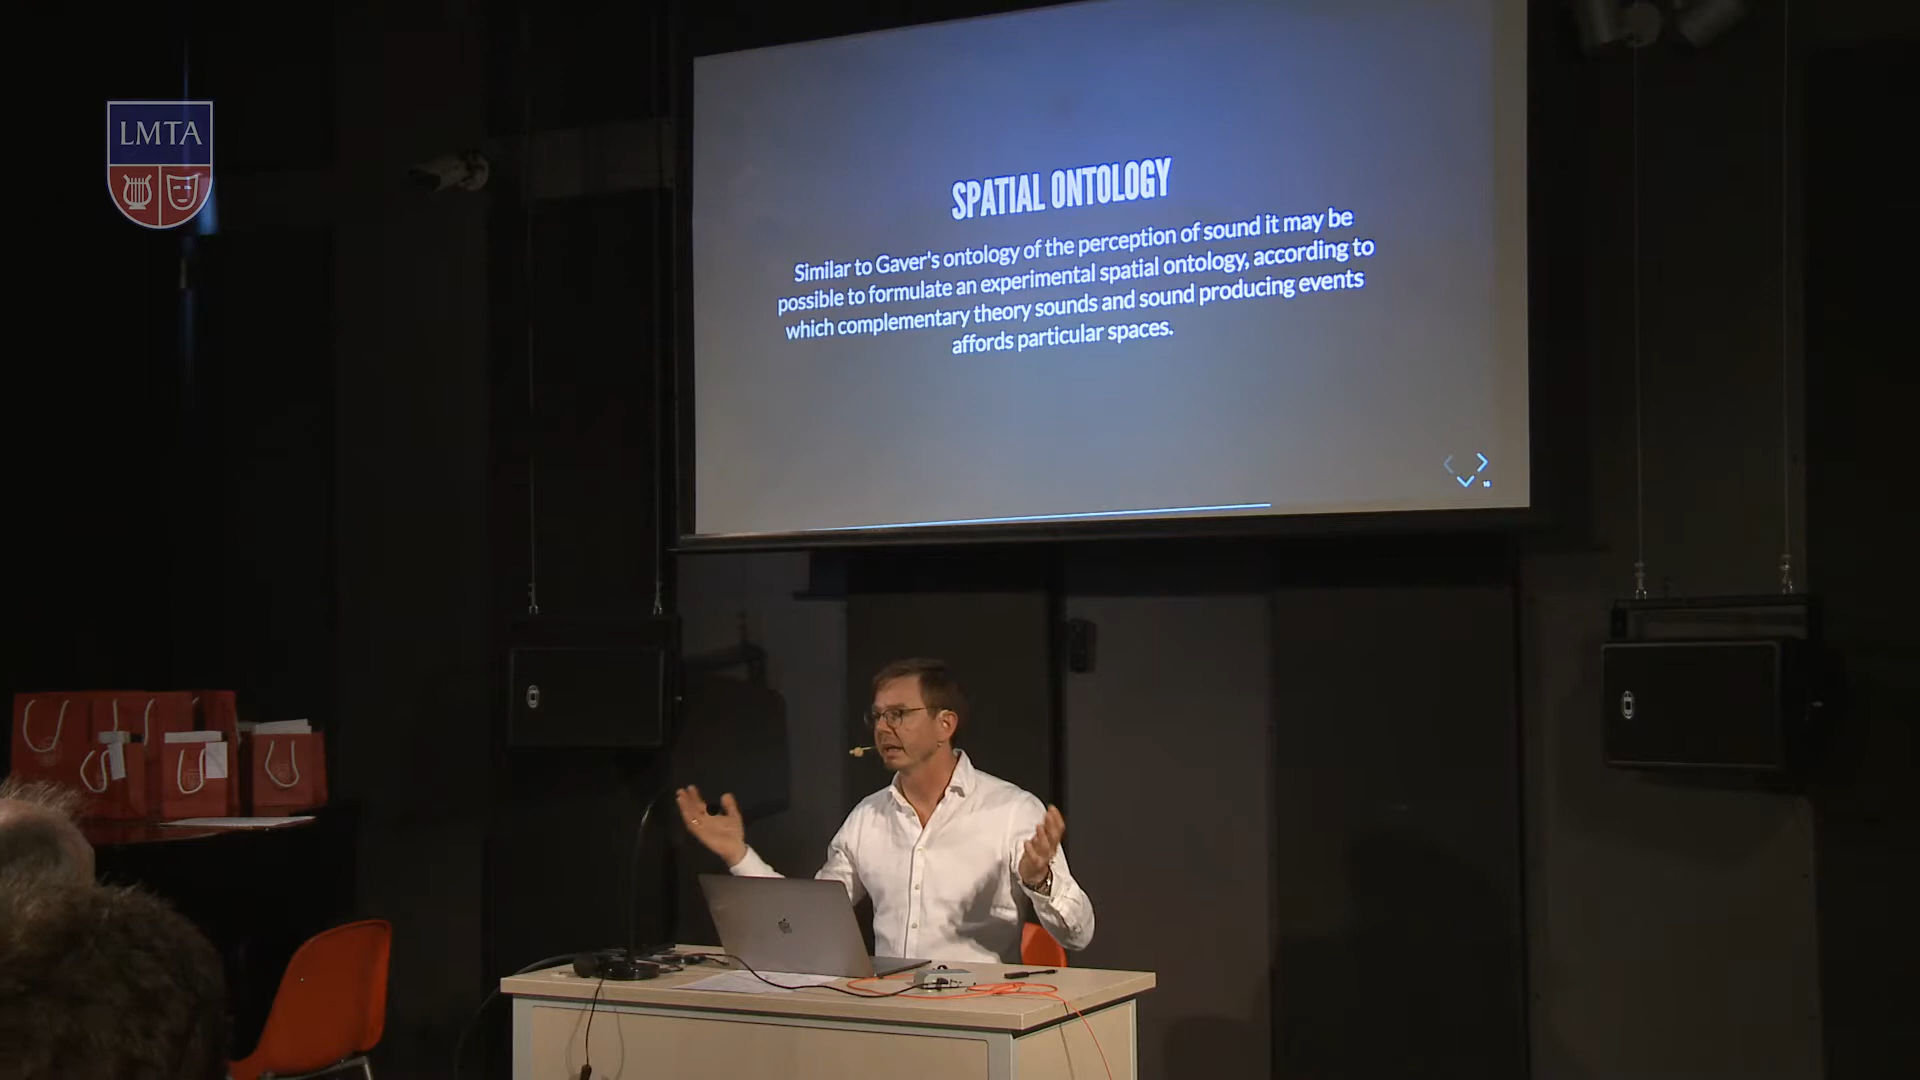 LMTA
SPATIAL ONTOLOGY
Similar to Gaver's ontology of the perception of sound it may be
possible to formulate an experimental spatial ontology, according to
which complementary theory sounds and sound producing events
affords particular spaces.
16